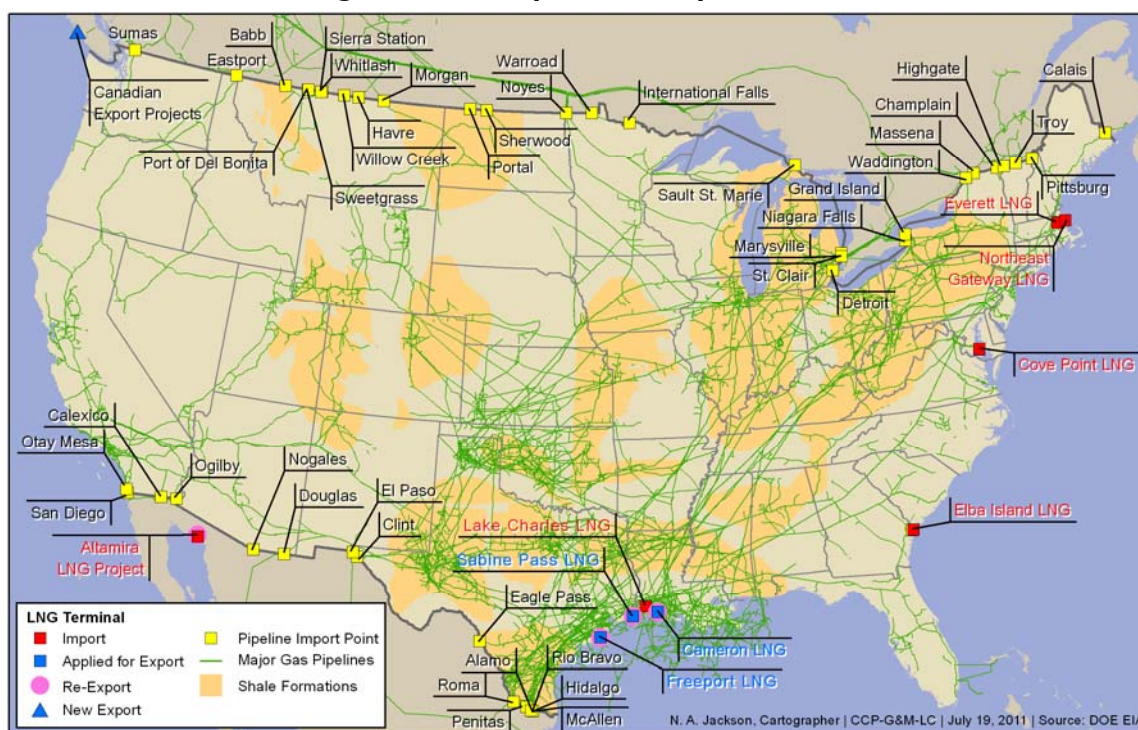 Sumas
Babb
Sierra Station
Eastport
Whitlash
Morgan
Warroad
Noyes
International Falls
Highgate
Calais
Champlain
Troy
Massena
Waddington
Canadian
Export Projects
Havre
Sherwood
Port of Del Bonita
Willow Creek
Portal
Sweetgrass
Sault St. Marie
Grand Island
Pittsburg
Everett LNG
Niagara Falls
Marysville
St. Clair
Northeast
Gateway LNG
Detroit
Cove Point LNG
Calexico
Otay Mesa
Ogilby
Nogales
San Diego
Douglas
El Paso
Clint
Lake Charles LNG
Elba Island LNG
Altamira
LNG Project
Sabine Pass LNG
Eagle Pass
Alamo
Rio Bravo
Cameron LNG
Roma
Hidalgo
Freeport LNG
Penitas
McAllen
LNG Terminal
Import
Pipeline Import Point
Applied for Export
Major Gas Pipelines
Re-Export
Shale Formations
New Export
N. A. Jackson, Cartographer | CCP-G&M-LC | July 19, 2011 | Source: DOE EIA